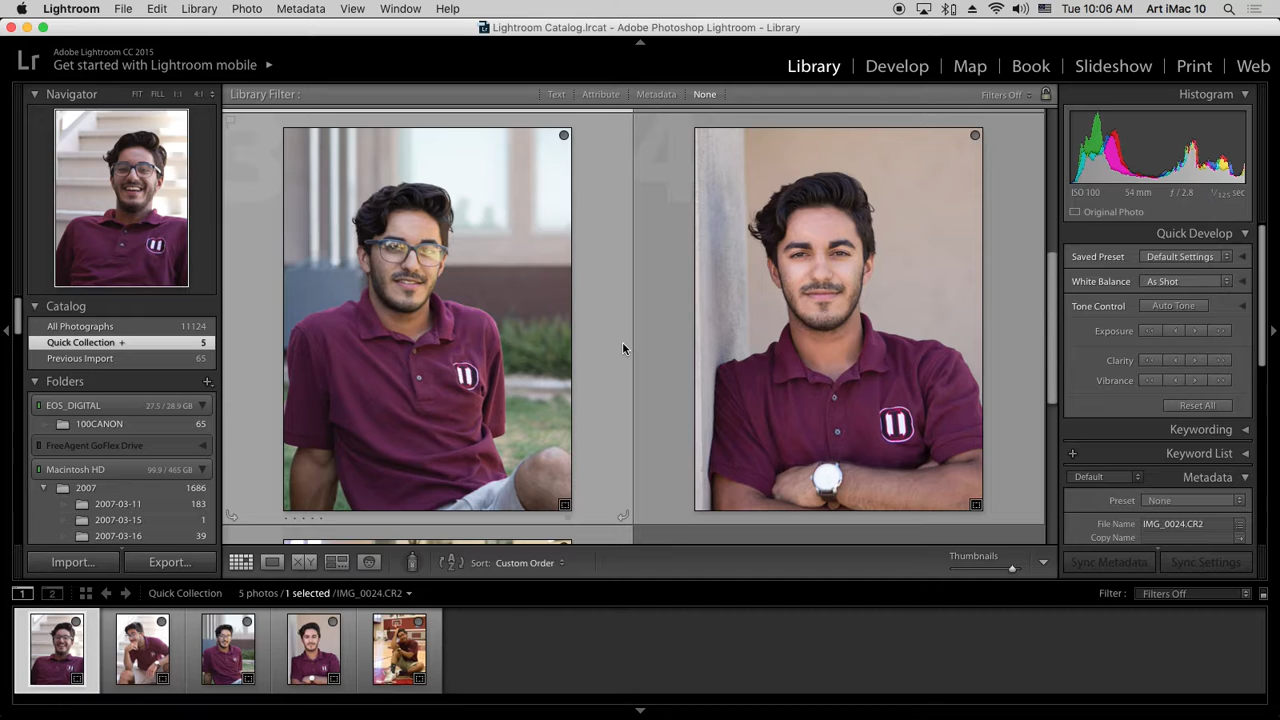 Lightroom File Edit Library Photo Metadata View Window Help Tue 10:06 AM Art iMac 10
Lightroom Catalog.lrcat - Adobe Photoshop Lightroom - Library
Lr Adobe Lightroom CC 2015
Get started with Lightroom mobile
Library Develop Map Book Slideshow Print Web
Navigator FIT FILL 1:1 4:1
Library Filter : Text Attribute Metadata None Filters Off
Histogram
3 4
ISO 100 54 mm ƒ / 2.8 1/125 sec
Original Photo
Quick Develop
Saved Preset Default Settings
White Balance As Shot
Tone Control Auto Tone
Exposure
Clarity
Vibrance
Reset All
Keywording
Keyword List
Default Metadata
Preset None
File Name IMG_0024.CR2
Copy Name
Catalog
All Photographs 11124
Quick Collection + 5
Previous Import 65
Folders
EOS_DIGITAL 27.5 / 28.9 GB
100CANON 65
FreeAgent GoFlex Drive
Macintosh HD 99.9 / 465 GB
2007 1686
2007-03-11 183
2007-03-15 1
2007-03-16 39
Import... Export...
XY
Sort: Custom Order
Thumbnails
Sync Metadata Sync Settings
1 2 Quick Collection 5 photos / 1 selected / IMG_0024.CR2
Filter : Filters Off